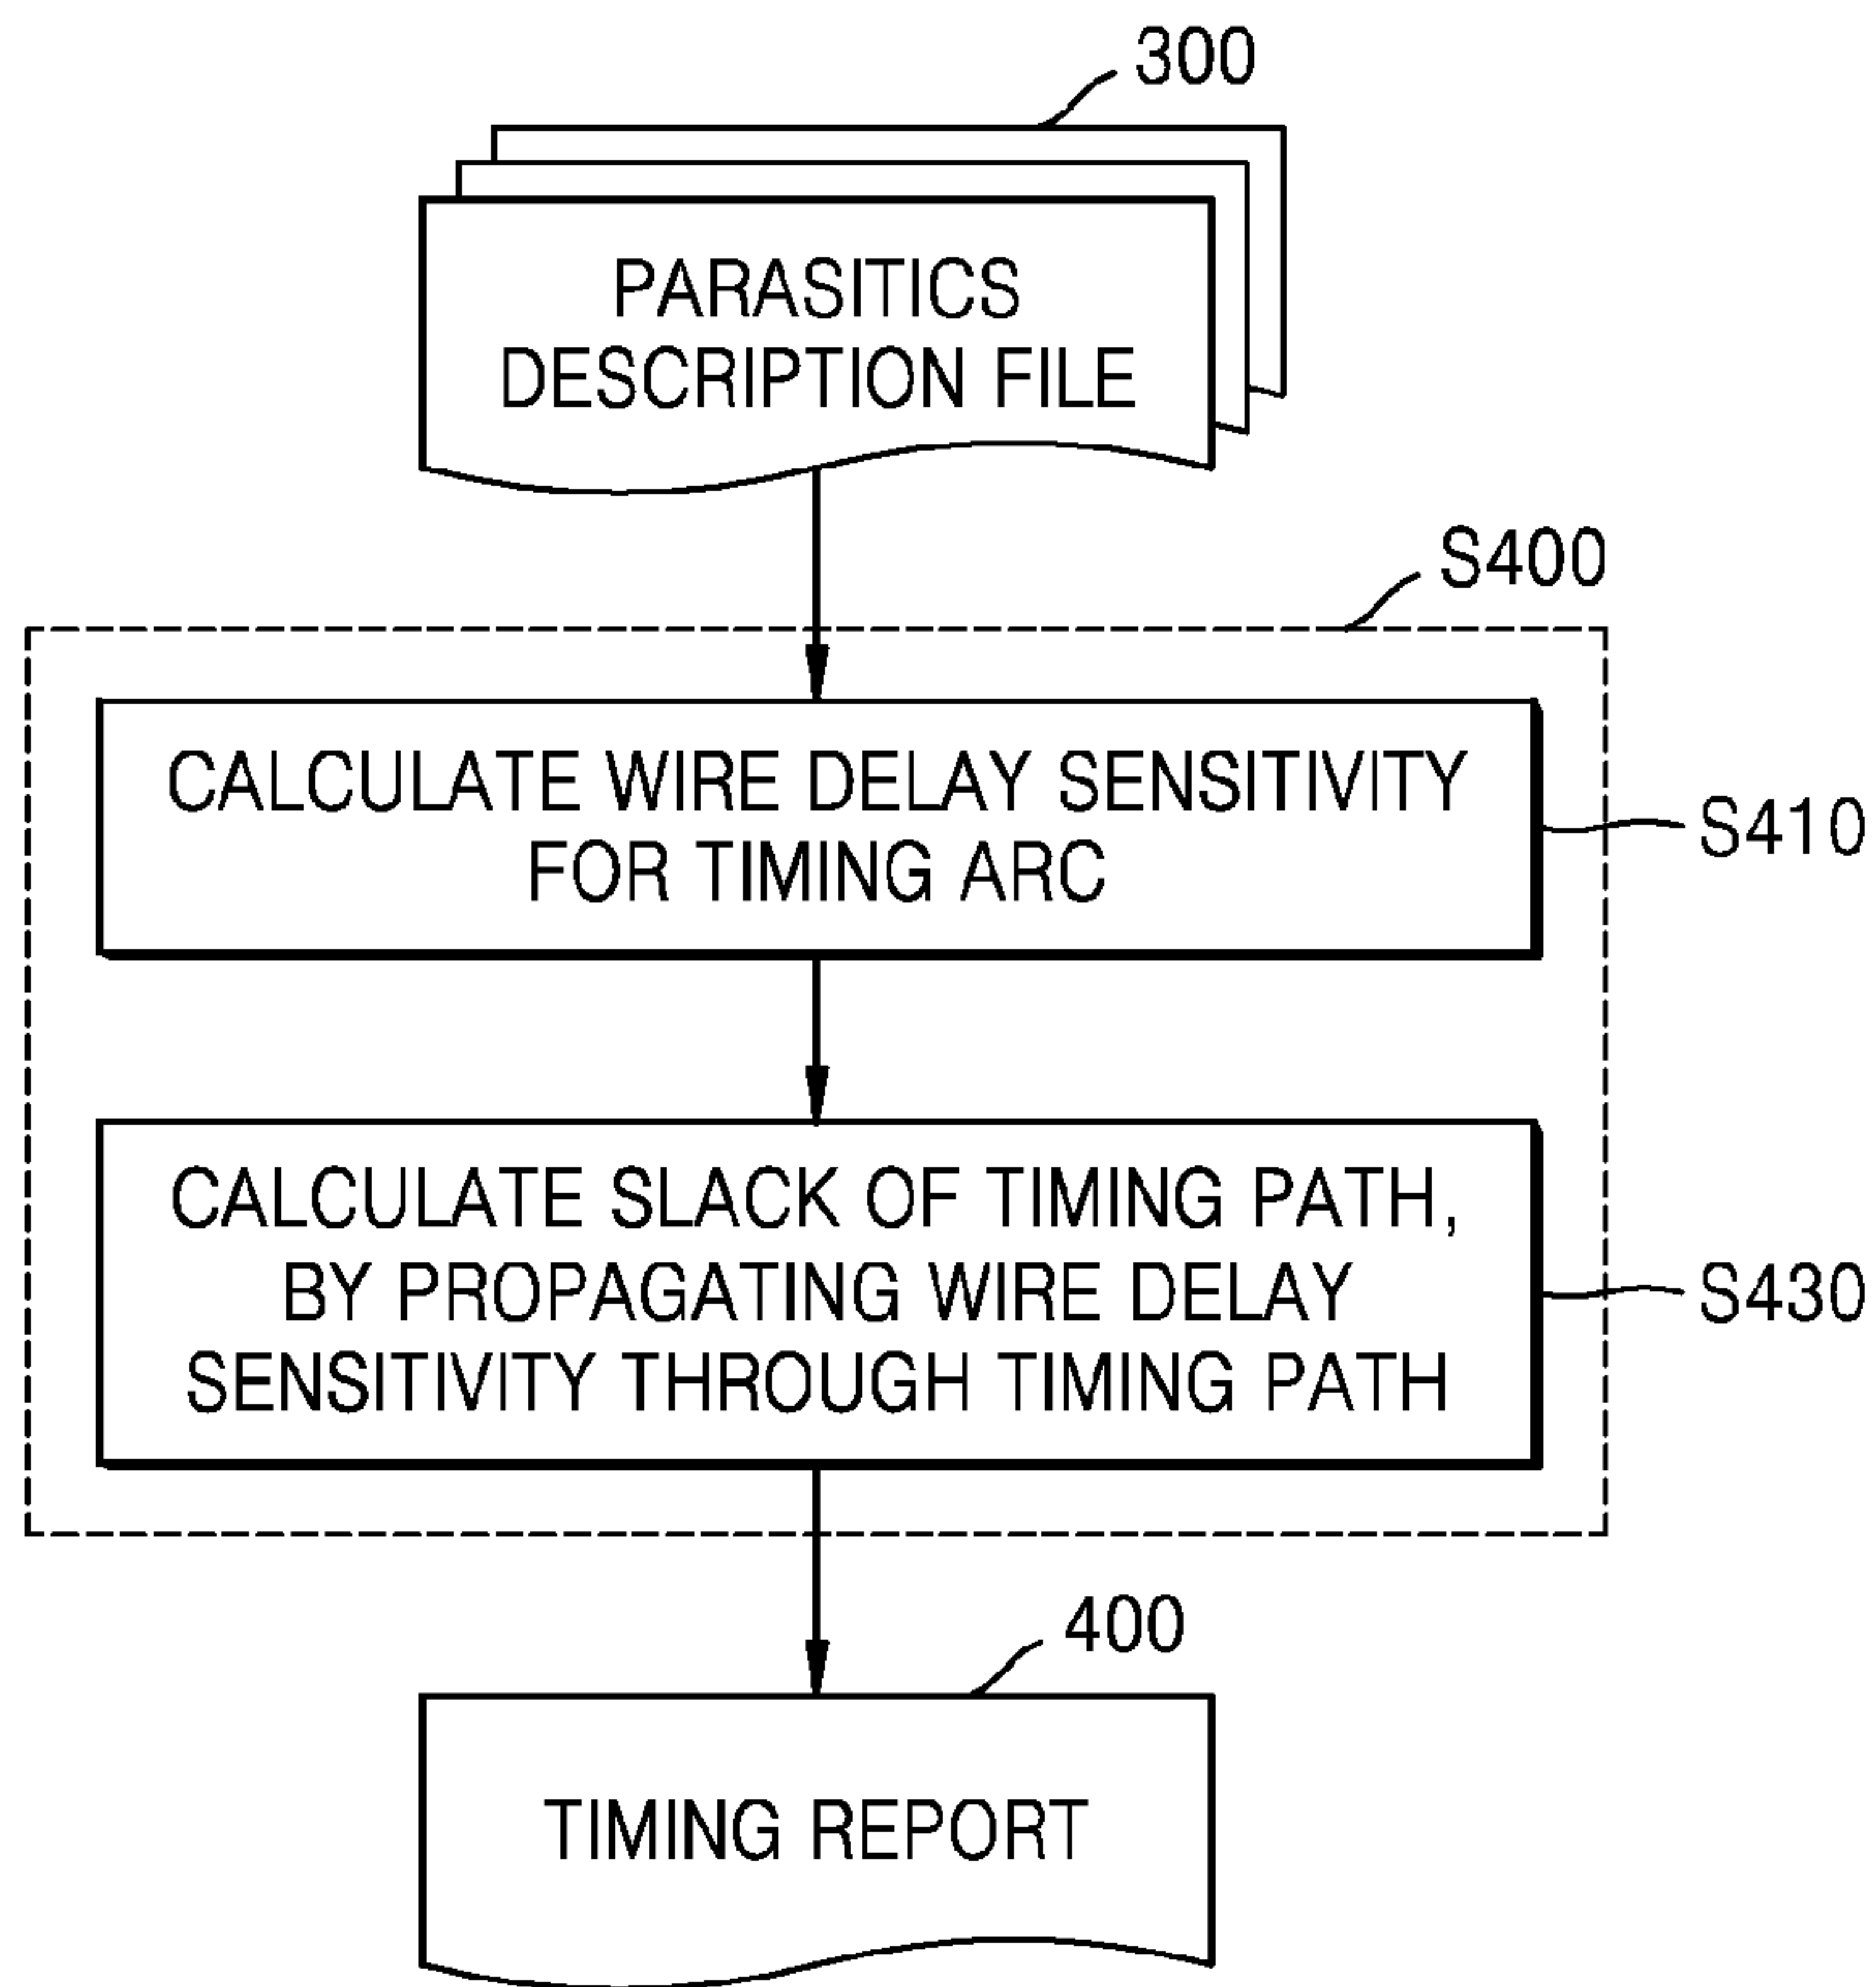 300
PARASITICS
DESCRIPTION FILE
S400
CALCULATE WIRE DELAY SENSITIVITY
FOR TIMING ARC
S410
CALCULATE SLACK OF TIMING PATH,
BY PROPAGATING WIRE DELAY
SENSITIVITY THROUGH TIMING PATH
S430
400
TIMING REPORT